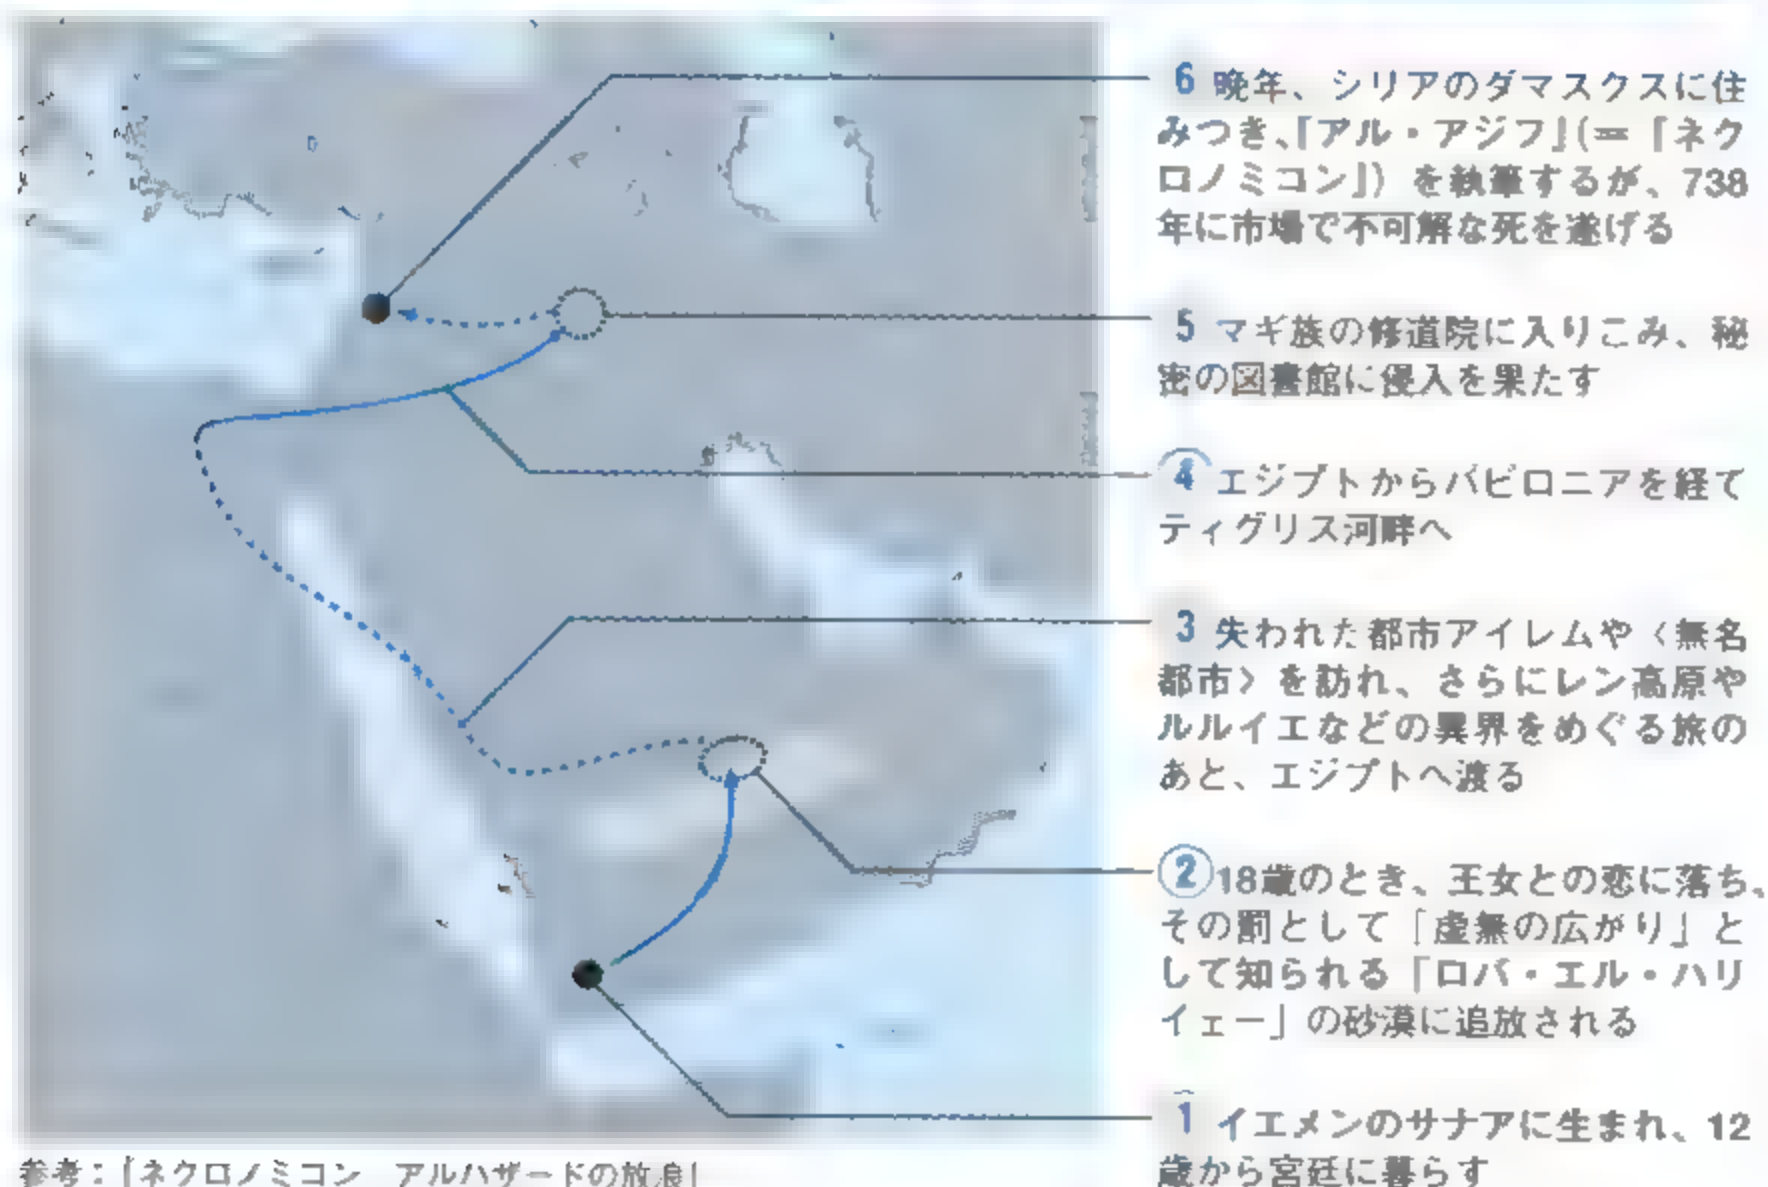 6 晩年、シリアのダマスクスに住
みつき、『アル・アジフ』(=『ネク
ロノミコン』）を執筆するが、738
年に市場で不可解な死を遂げる
5 マギ族の修道院に入りこみ、秘
密の図書館に侵入を果たす
4 エジプトからバビロニアを経て
ティグリス河畔へ
3 失われた都市アイレムや〈無名
都市〉を訪れ、さらにレン高原や
ルルイエなどの異界をめぐる旅の
あと、エジプトへ渡る
2 18歳のとき、王女との恋に落ち、
その罰として「虚無の広がり」と
して知られる「ロバ・エル・ハリ
イェー」の砂漠に追放される
1 イエメンのサナアに生まれ、12
歳から宮廷に暮らす
参考：『ネクロノミコン アルハザードの放浪』